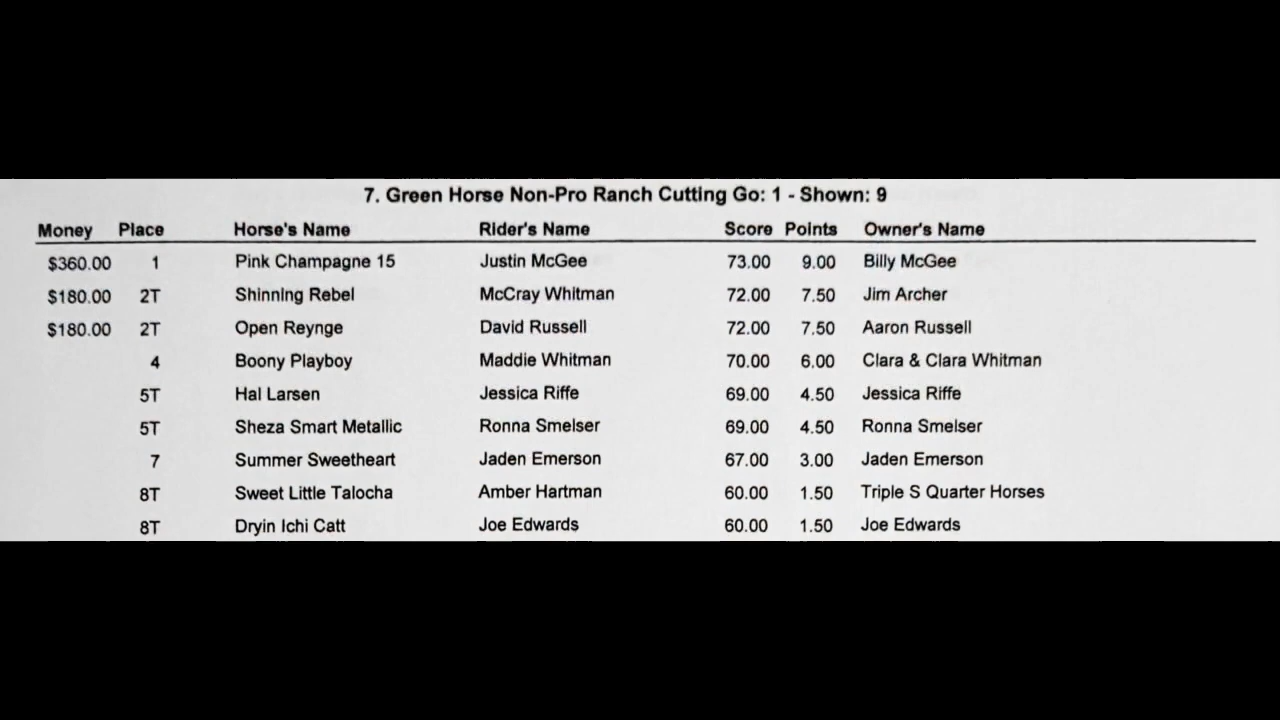 7. Green Horse Non-Pro Ranch Cutting Go: 1 - Shown: 9
Money Place Horse's Name Rider's Name Score Points Owner's Name
$360.00 1 Pink Champagne 15 Justin McGee 73.00 9.00 Billy McGee
$180.00 2T Shinning Rebel McCray Whitman 72.00 7.50 Jim Archer
$180.00 2T Open Reynge David Russell 72.00 7.50 Aaron Russell
4 Boony Playboy Maddie Whitman 70.00 6.00 Clara & Clara Whitman
5T Hal Larsen Jessica Riffe 69.00 4.50 Jessica Riffe
5T Sheza Smart Metallic Ronna Smelser 69.00 4.50 Ronna Smelser
7 Summer Sweetheart Jaden Emerson 67.00 3.00 Jaden Emerson
8T Sweet Little Talocha Amber Hartman 60.00 1.50 Triple S Quarter Horses
8T Dryin Ichi Catt Joe Edwards 60.00 1.50 Joe Edwards